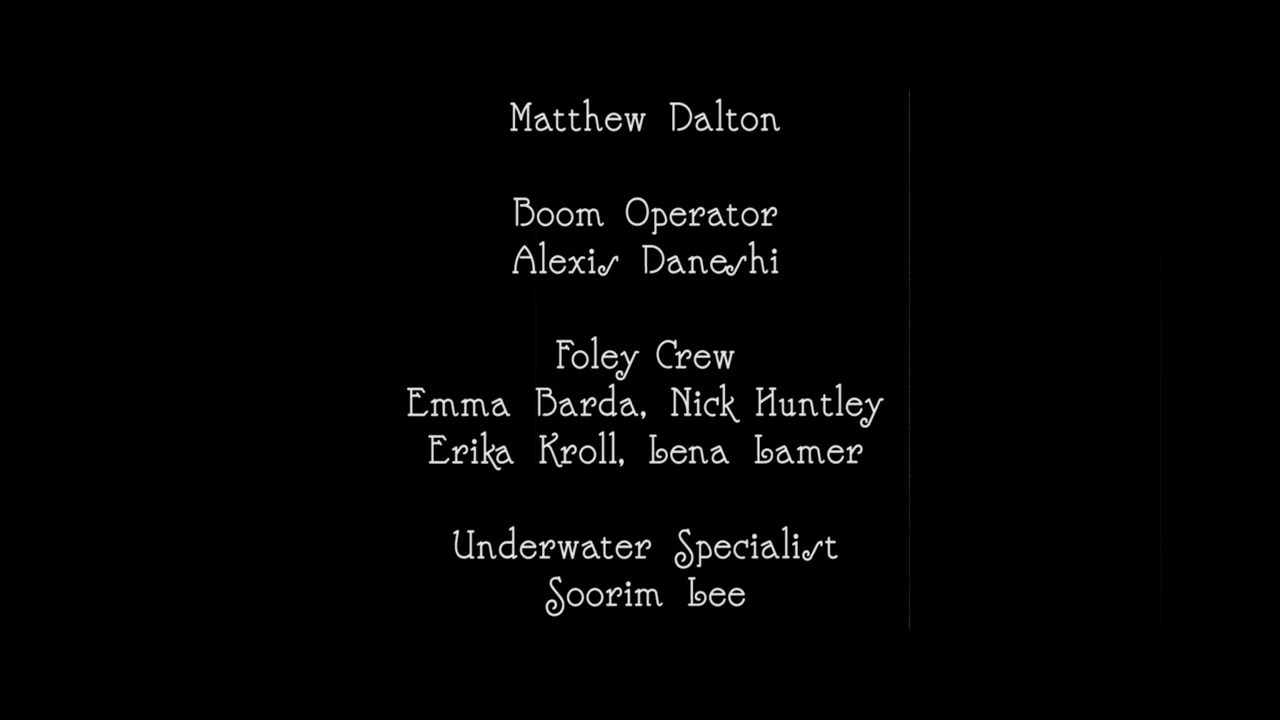 Matthew Dalton
Boom Operator
Alexis Daneshi
Foley Crew
Emma Barda, Nick Huntley
Erika Kroll, Lena Lamer
Underwater Specialist
Soorim Lee